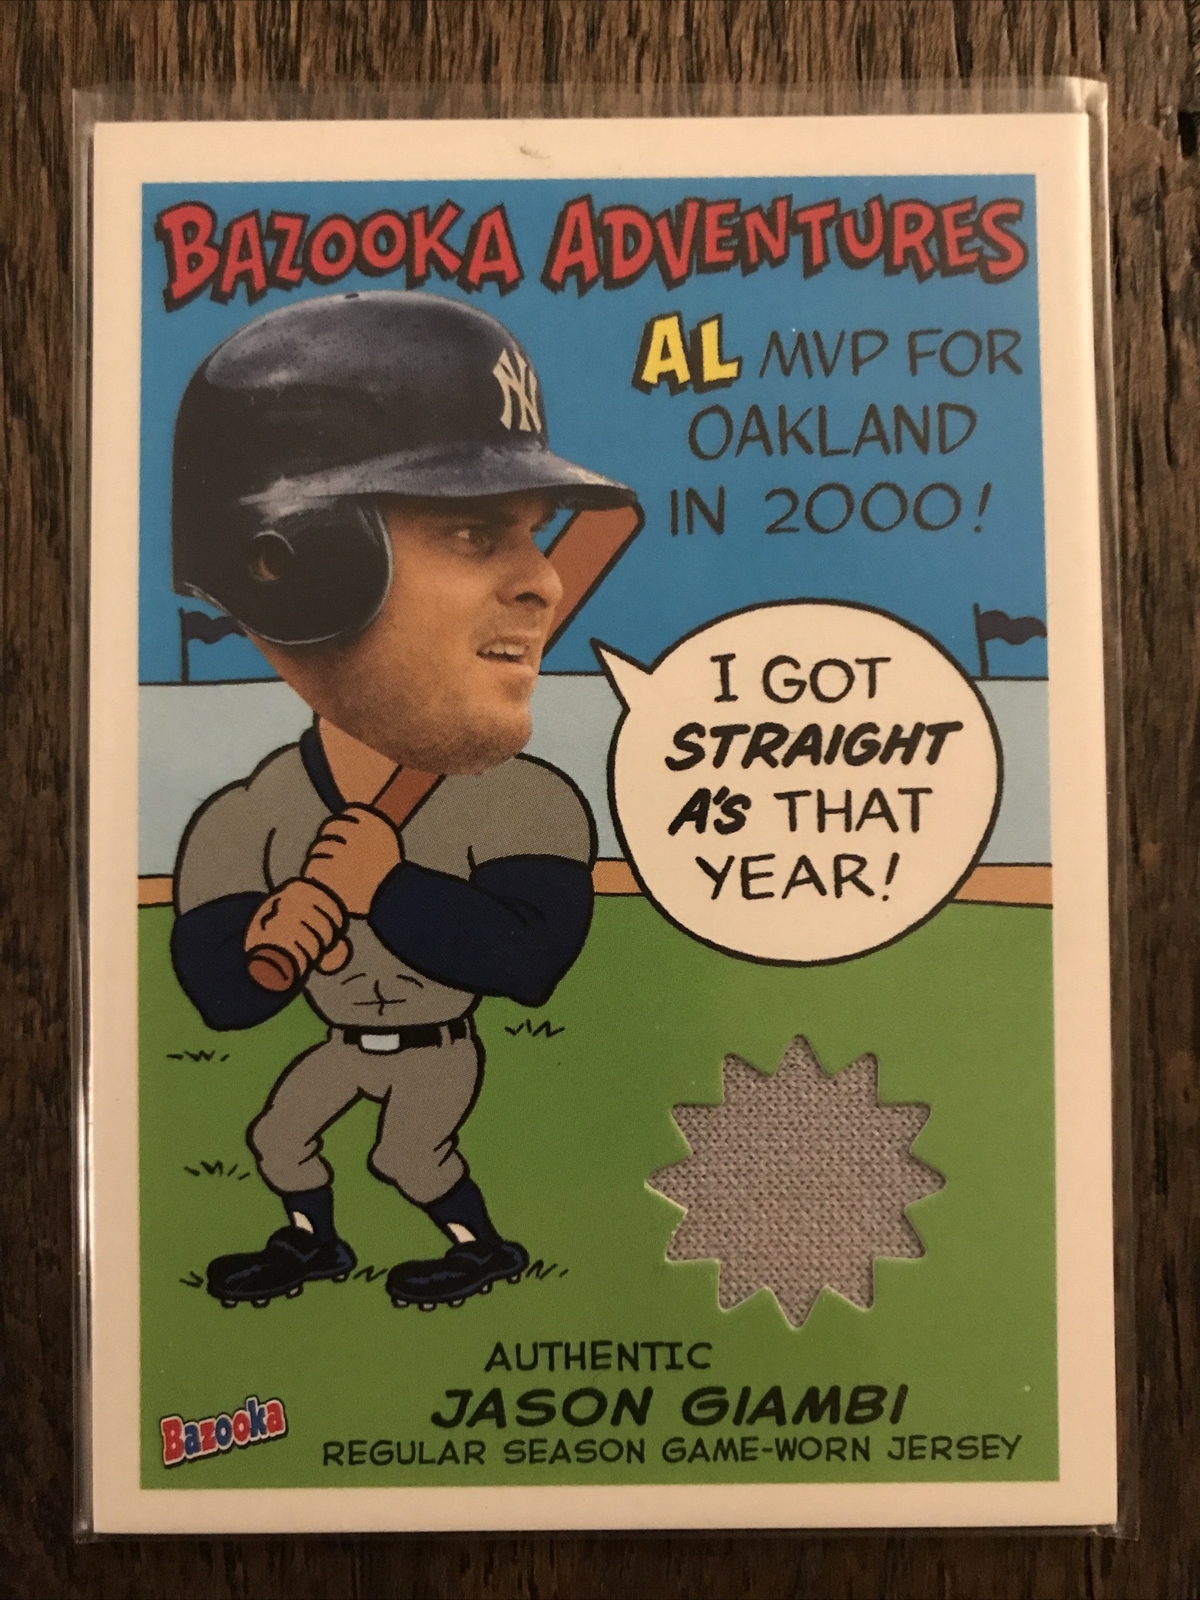 BAZOOKA ADVENTURES
NY
AL MVP FOR
OAKLAND
IN 2000!
I GOT
STRAIGHT
A'S THAT
YEAR!
AUTHENTIC
JASON GIAMBI
REGULAR SEASON GAME-WORN JERSEY
Bazooka